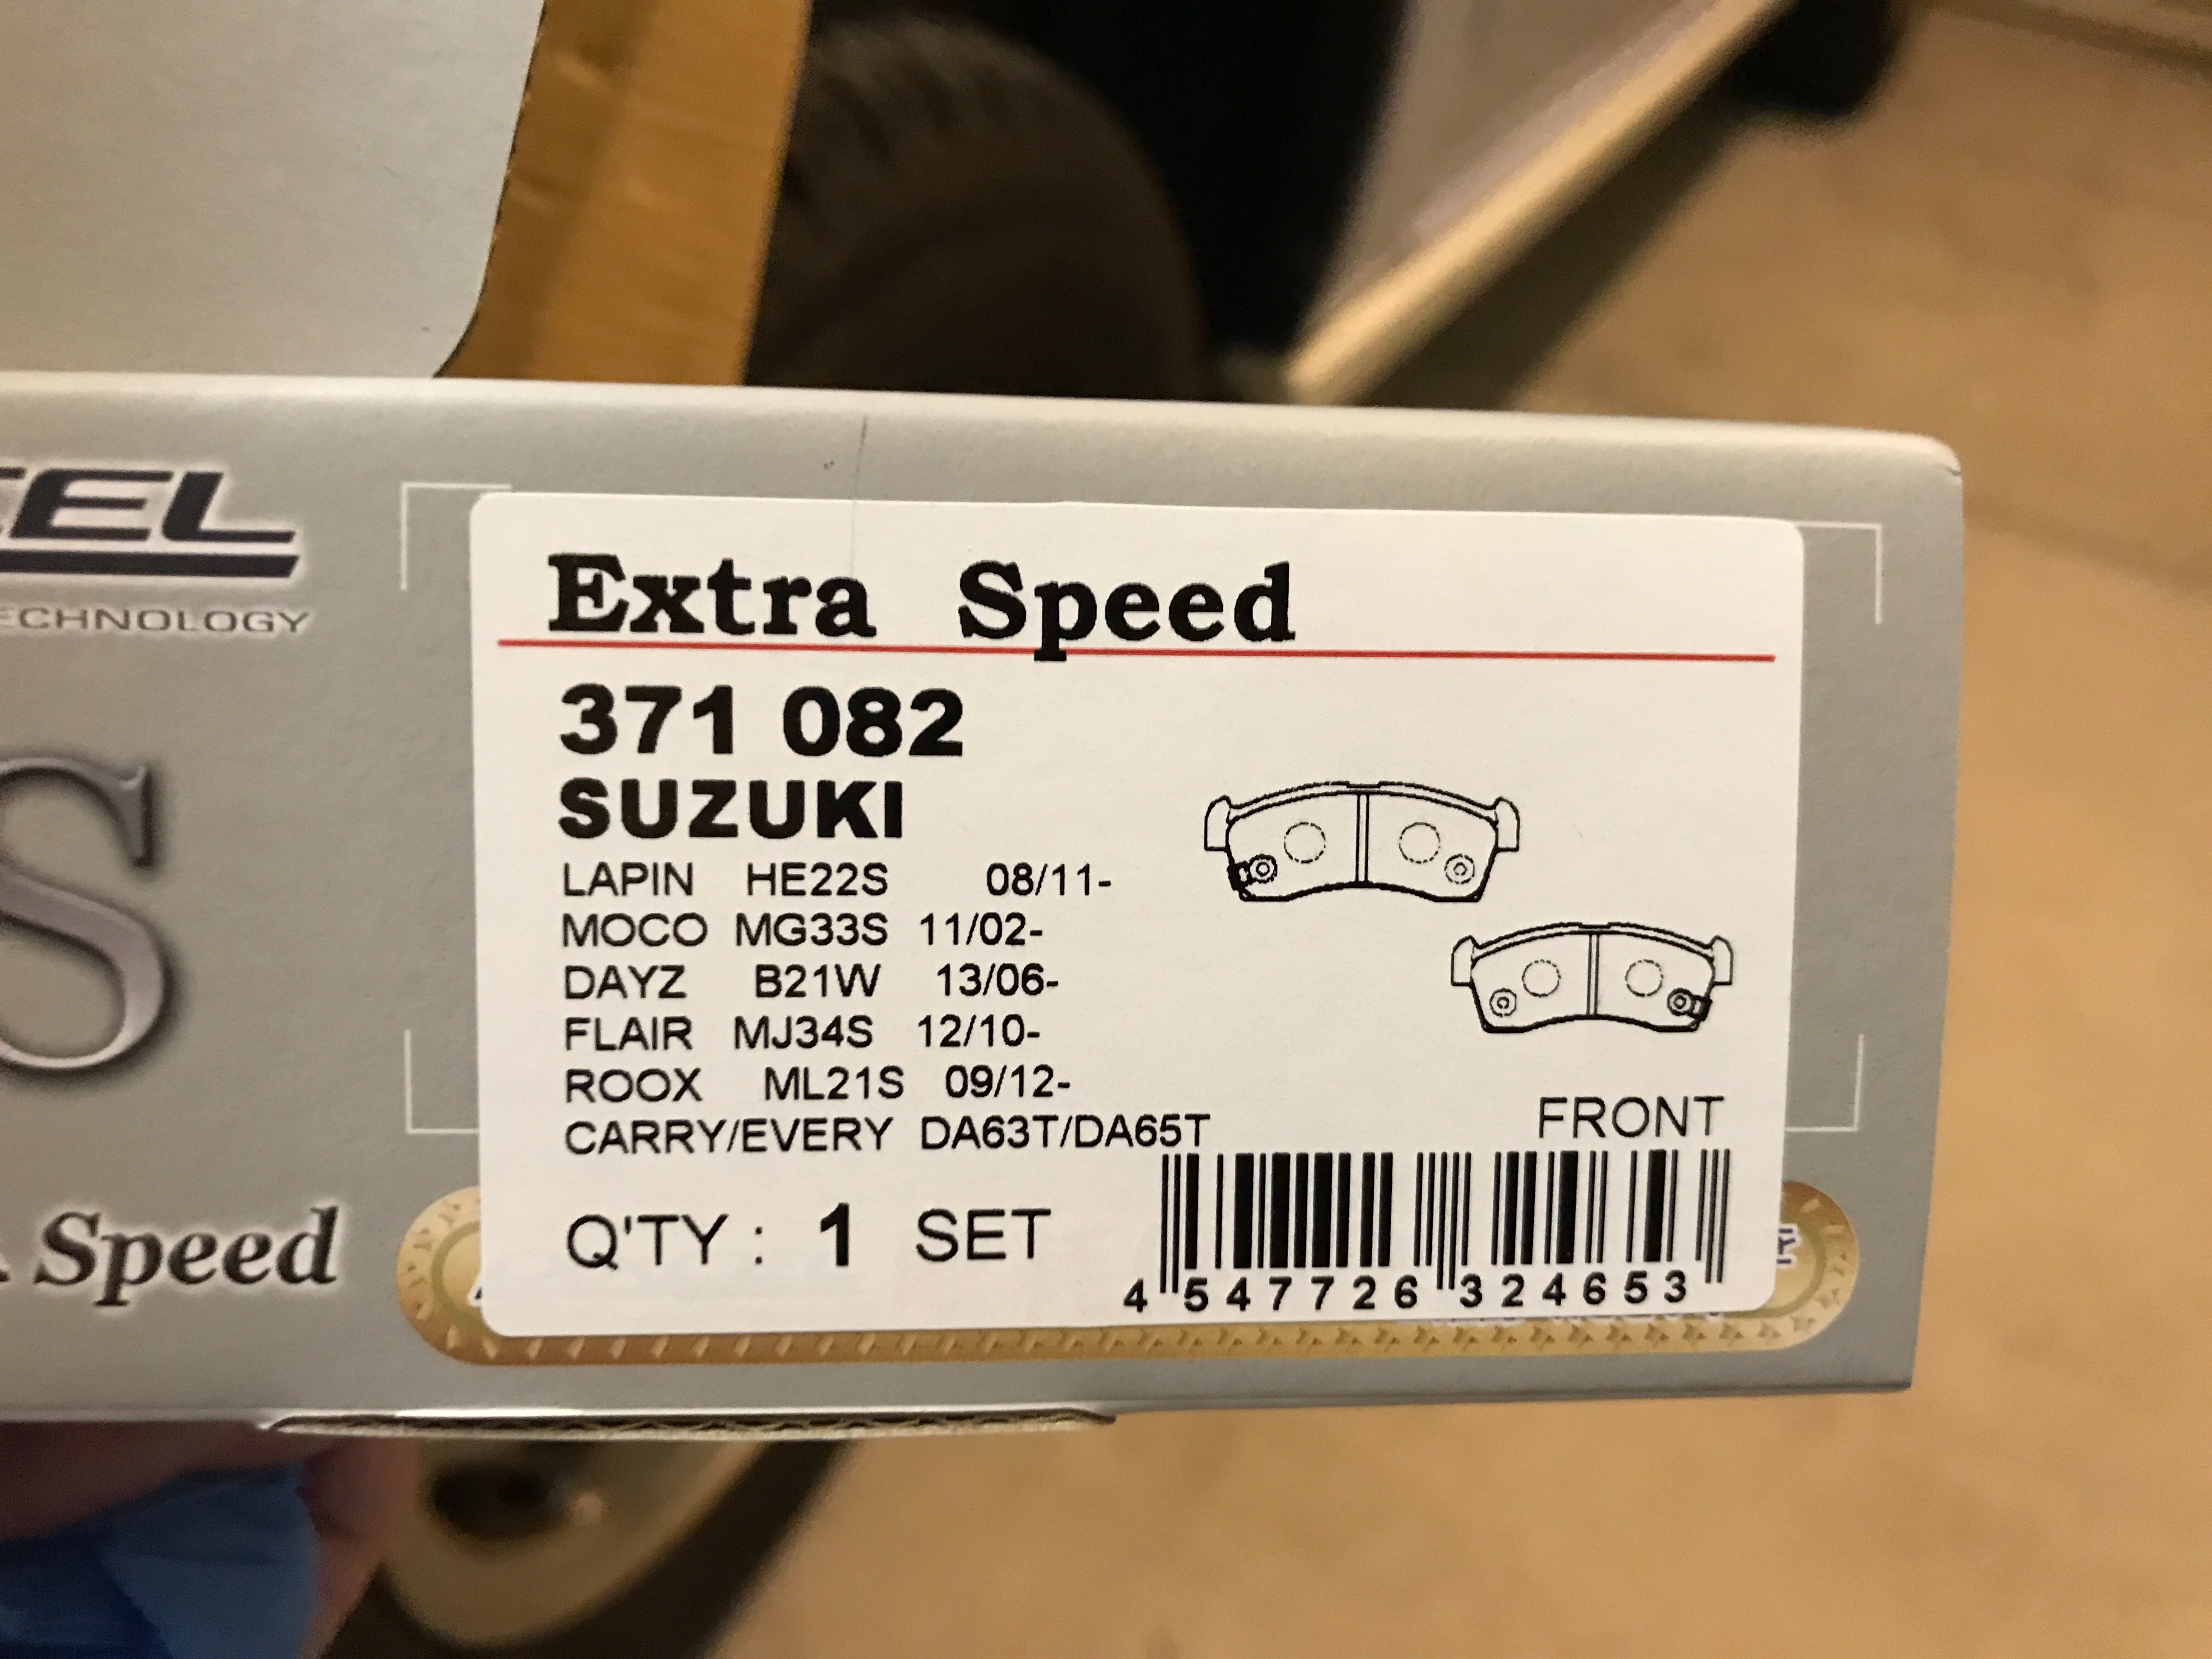 ECHNOLOGY
S
Speed
Extra Speed
371 082
SUZUKI
LAPIN HE22S 08/11-
MOCO MG33S 11/02-
DAYZ B21W 13/06-
FLAIR MJ34S 12/10-
ROOX ML21S 09/12-
CARRY/EVERY DA63T/DA65T
FRONT
Q'TY : 1 SET
4 547726 324653